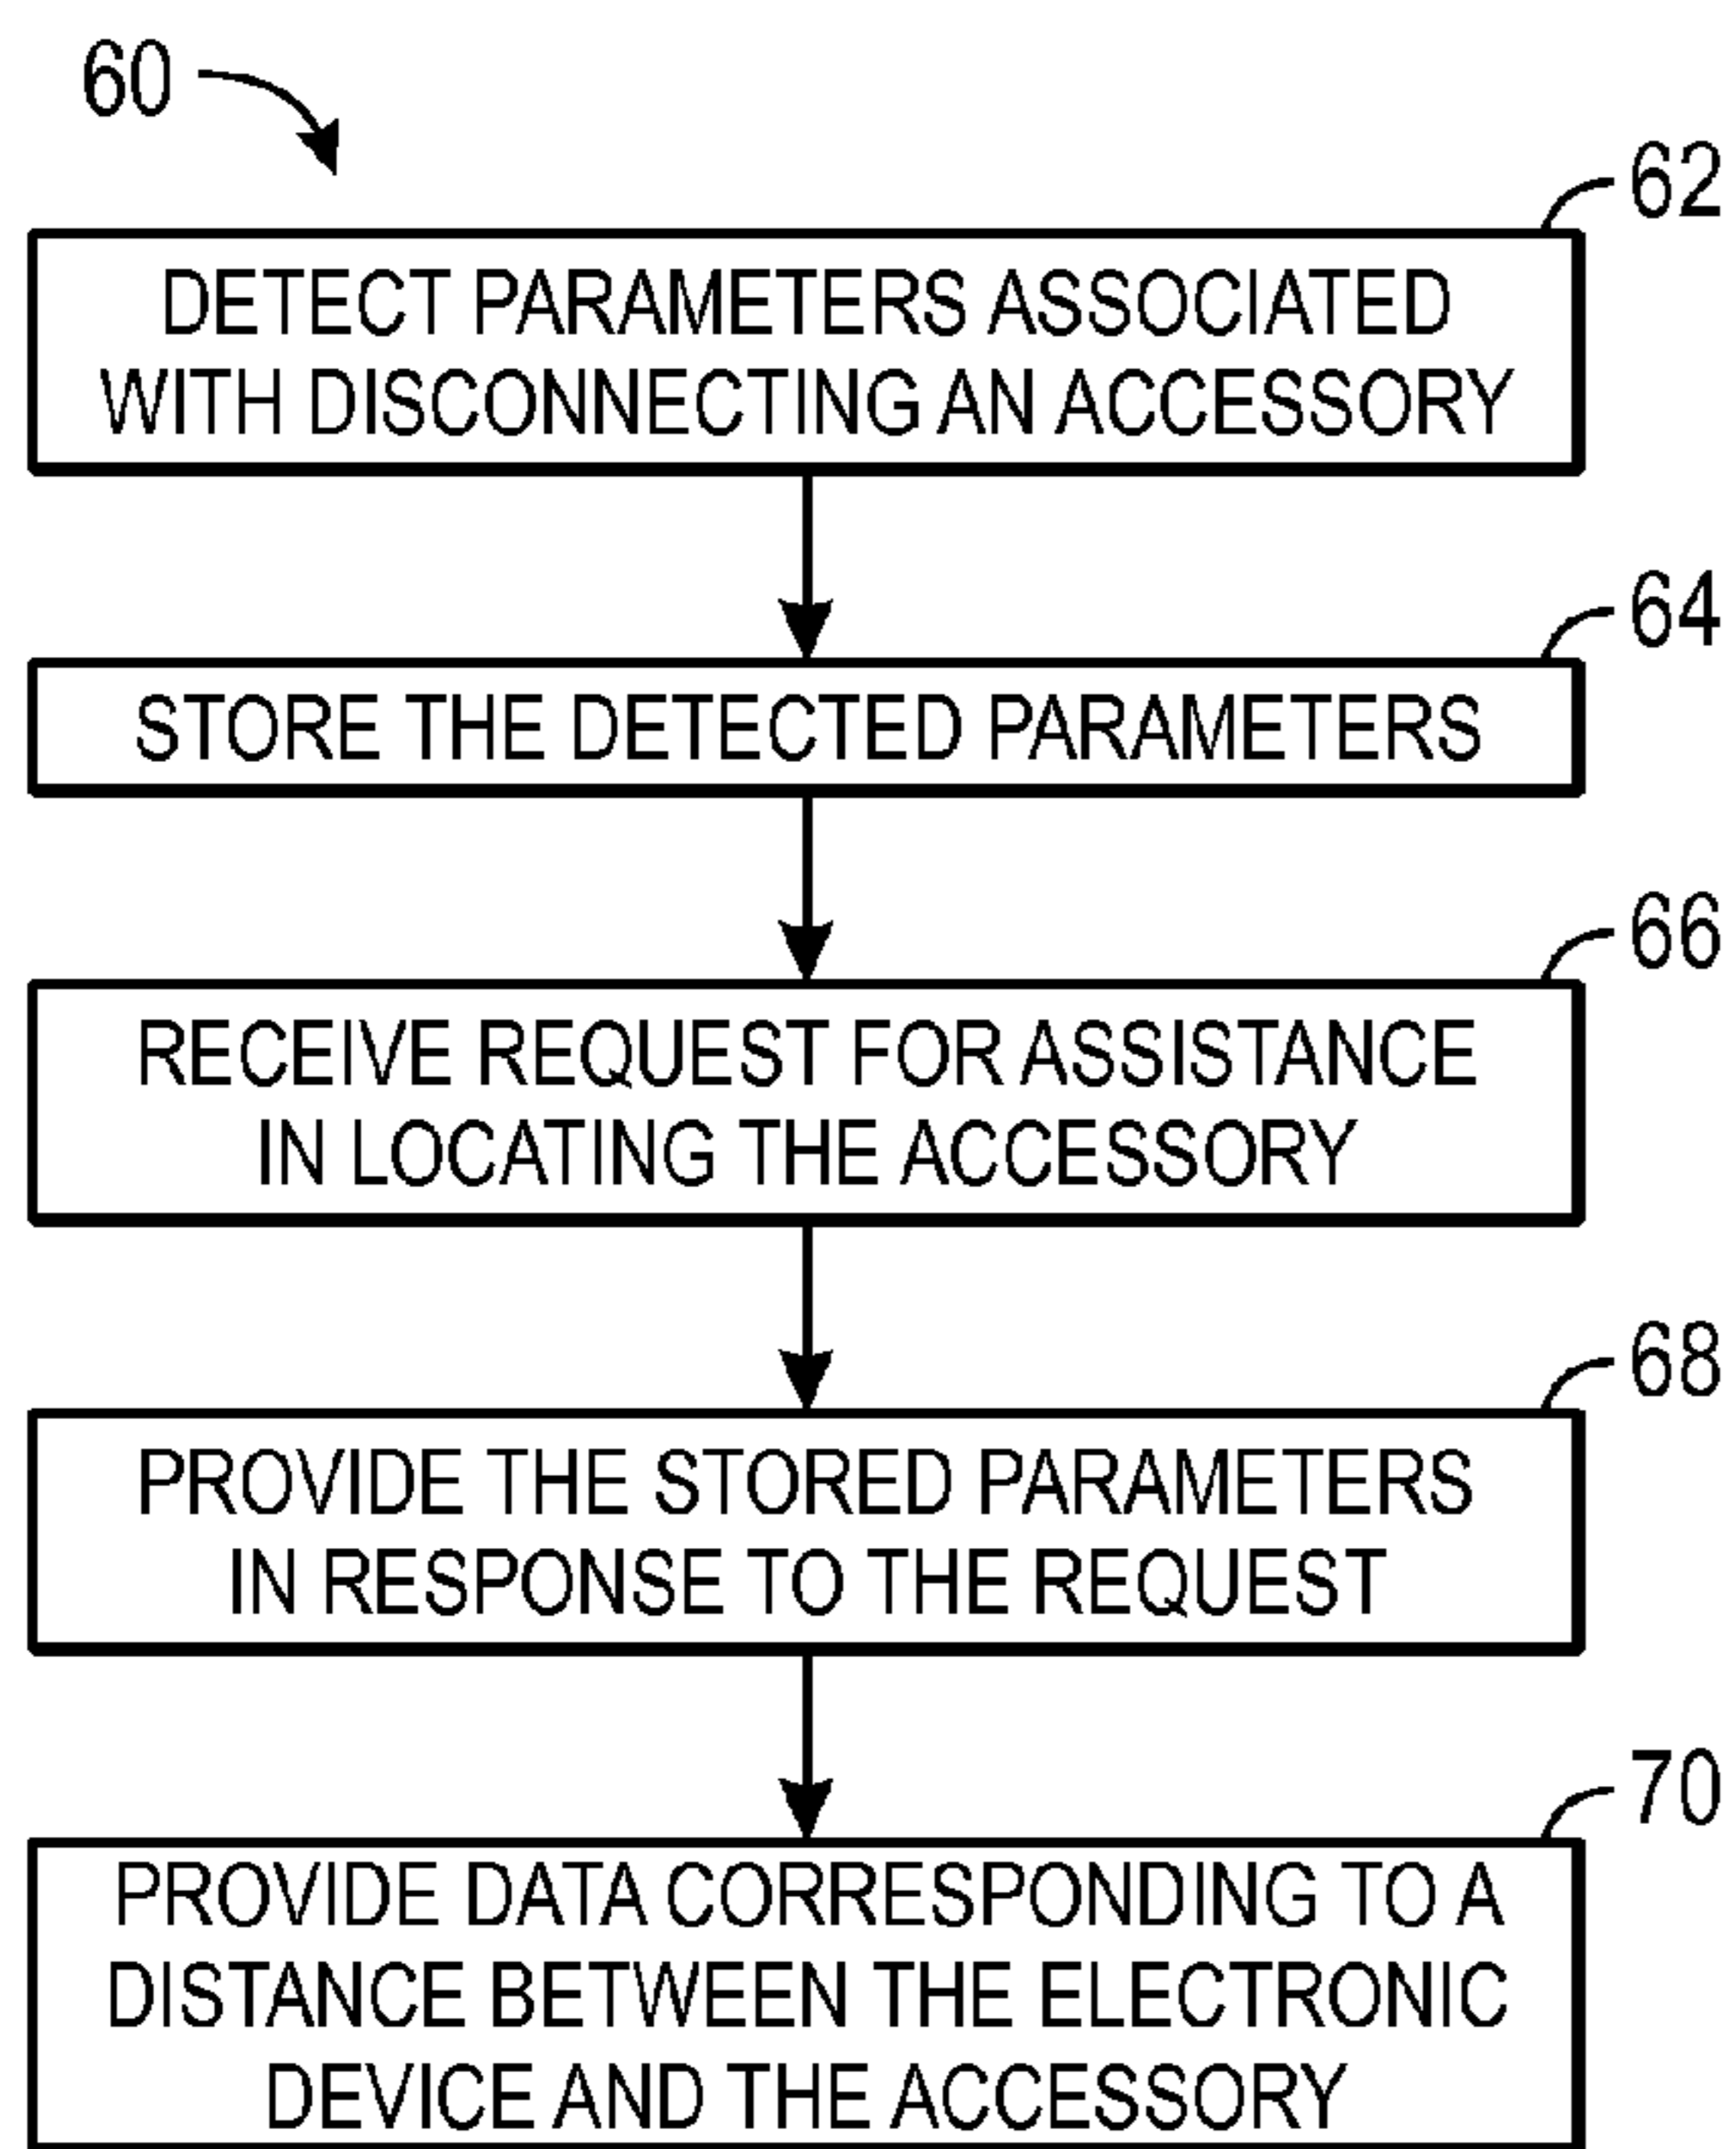 60
62
DETECT PARAMETERS ASSOCIATED
WITH DISCONNECTING AN ACCESSORY
64
STORE THE DETECTED PARAMETERS
66
RECEIVE REQUEST FOR ASSISTANCE
IN LOCATING THE ACCESSORY
68
PROVIDE THE STORED PARAMETERS
IN RESPONSE TO THE REQUEST
70
PROVIDE DATA CORRESPONDING TO A
DISTANCE BETWEEN THE ELECTRONIC
DEVICE AND THE ACCESSORY